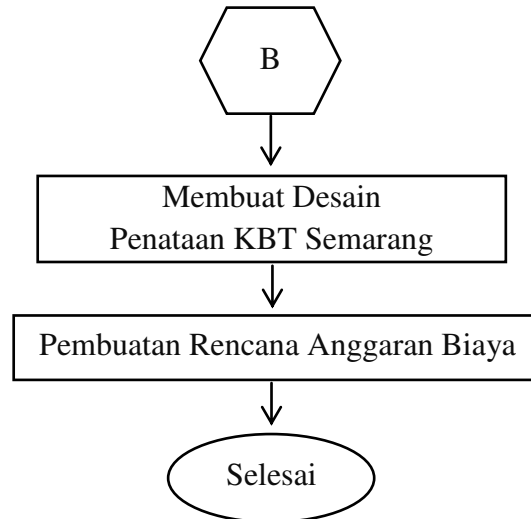 B
Membuat Desain
Penataan KBT Semarang
Pembuatan Rencana Anggaran Biaya
Selesai